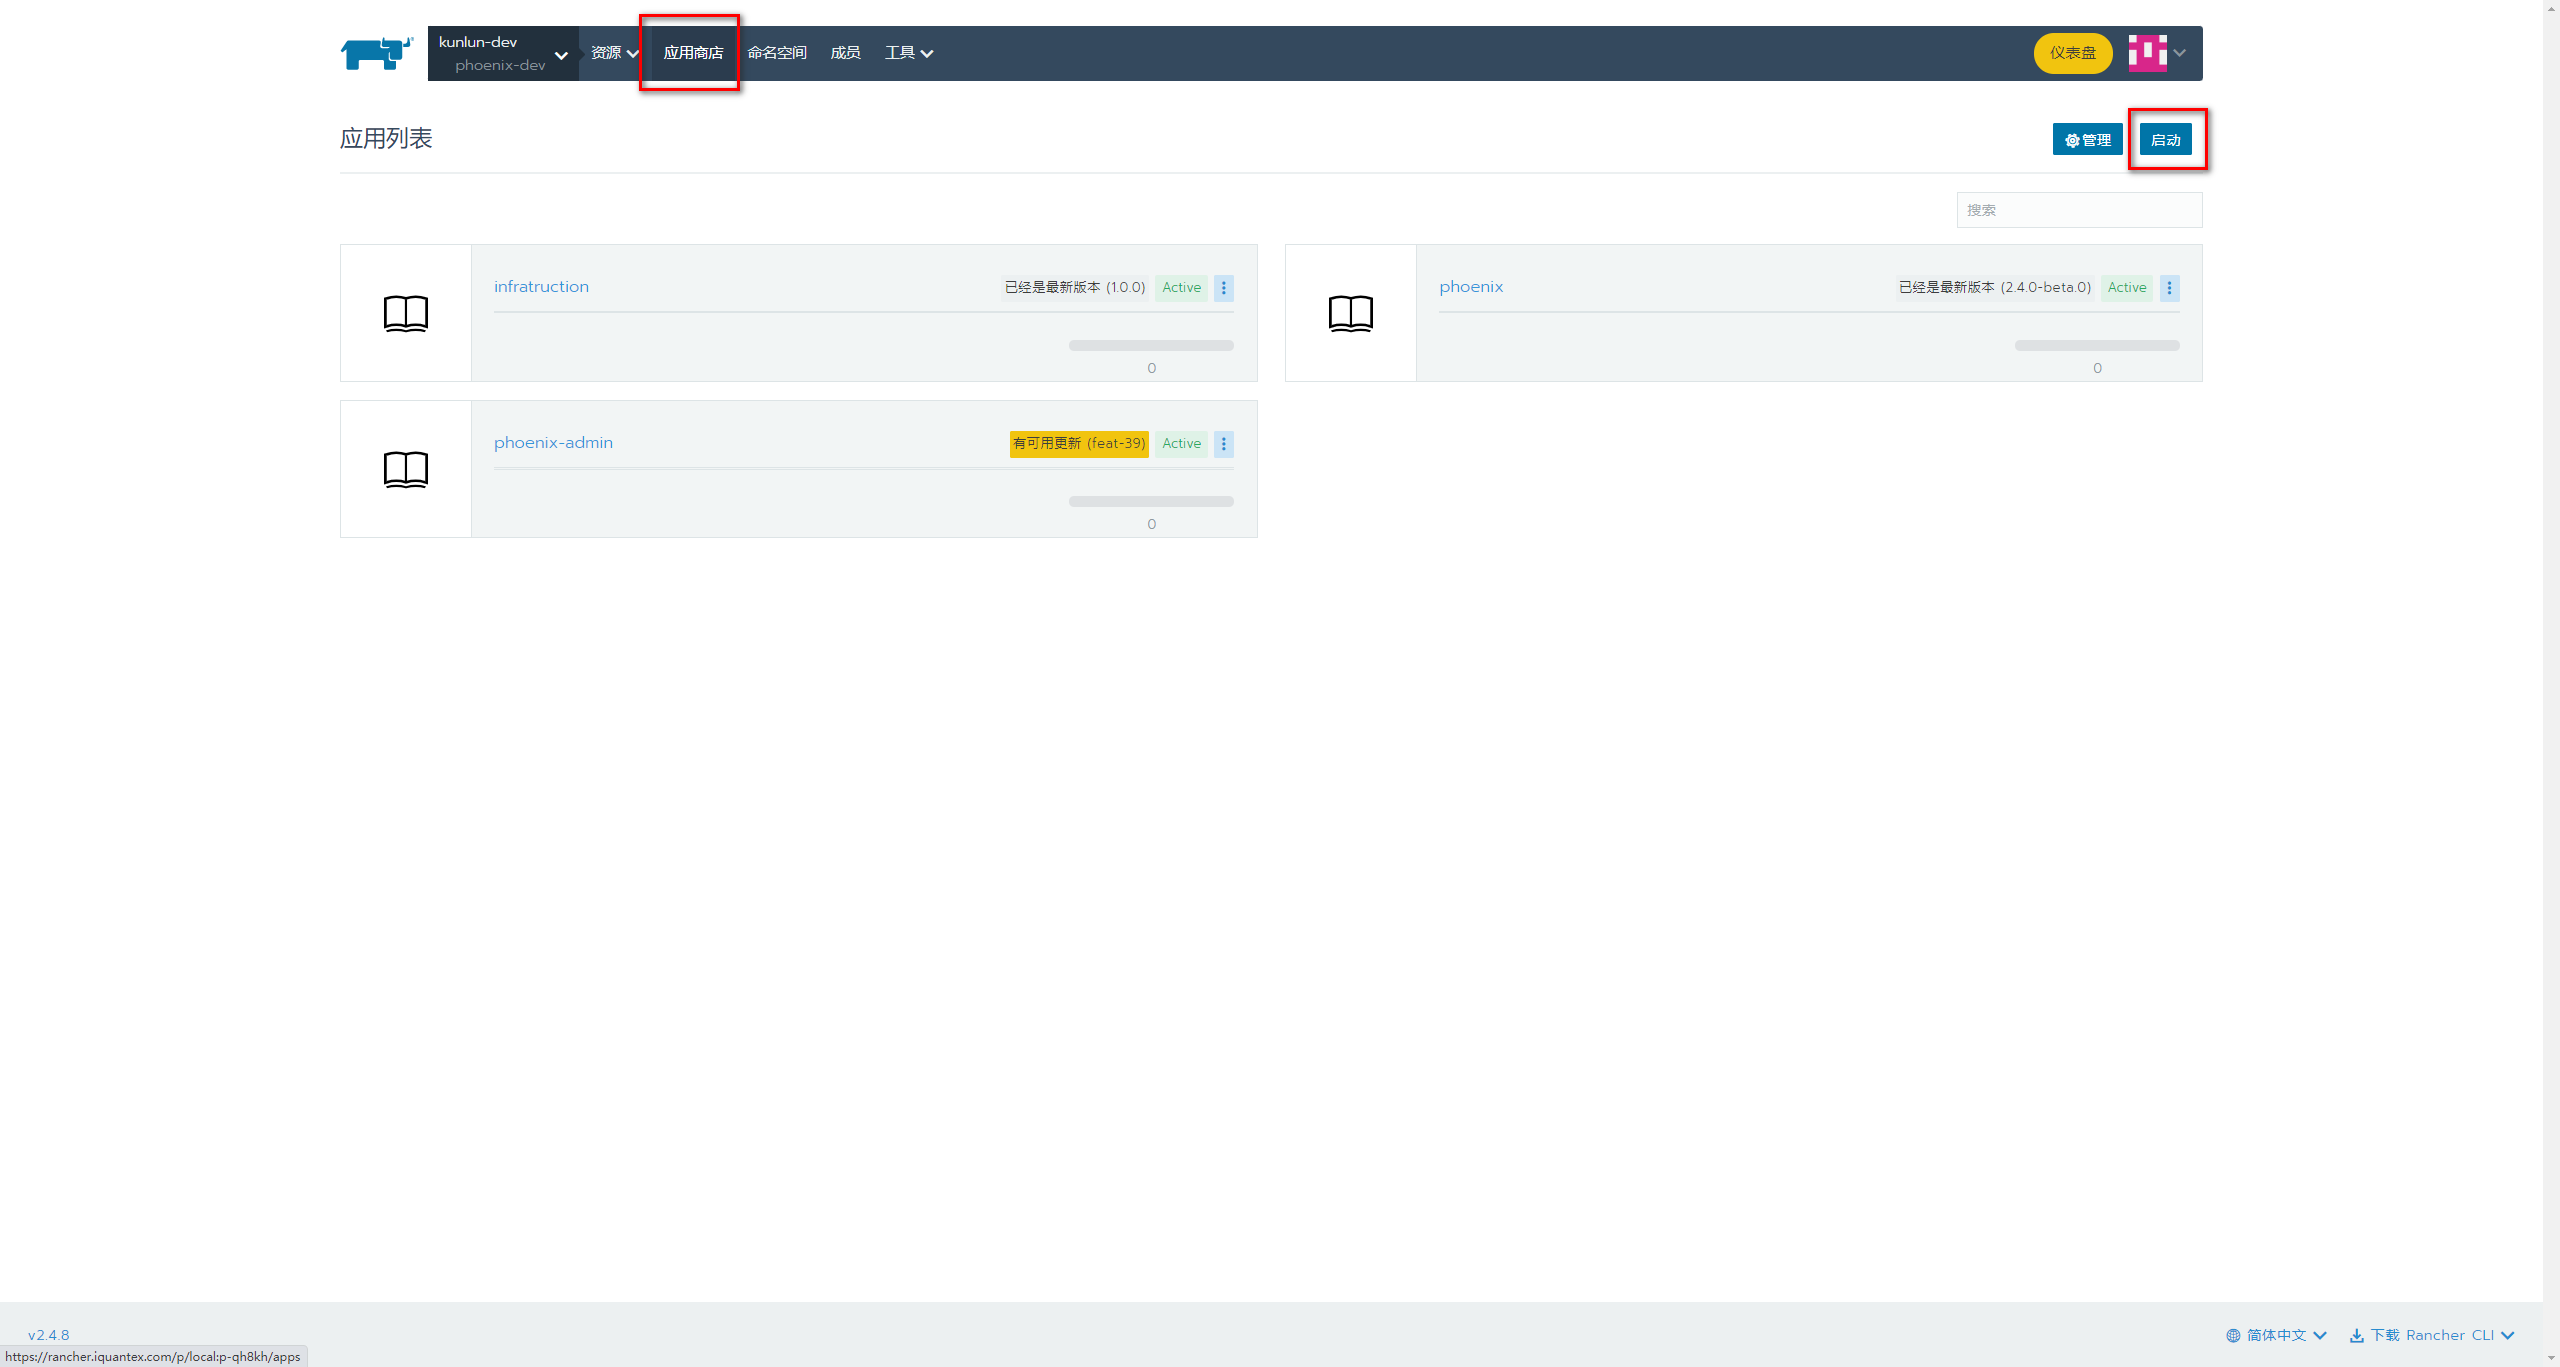 kunlun-dev
phoenix-dev
资源
应用商店
命名空间
成员
工具
仪表盘
应用列表
管理
启动
搜索
infratruction
已经是最新版本 (1.0.0)
Active
0
phoenix
已经是最新版本 (2.4.0-beta.0)
Active
0
phoenix-admin
有可用更新 (feat-39)
Active
0
v2.4.8
简体中文
下载 Rancher CLI
https://rancher.iquantex.com/p/local:p-qh8kh/apps